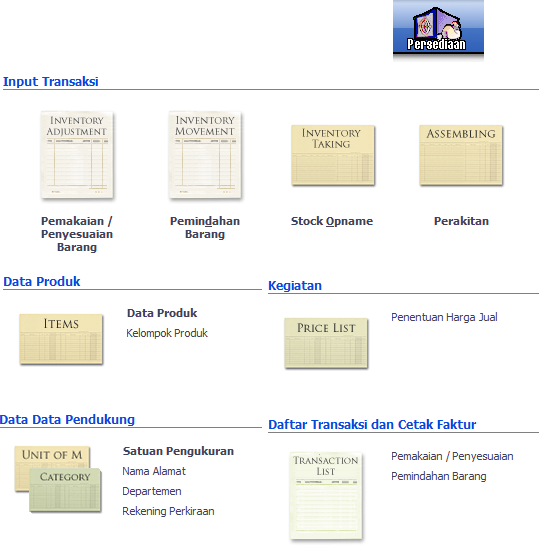 Persediaan
Input Transaksi
INVENTORY
ADJUSTMENT
INVENTORY
MOVEMENT
INVENTORY
TAKING
ASSEMBLING
Pemakaian /
Penyesuaian
Barang
Pemindahan
Barang
Stock Opname
Perakitan
Data Produk
ITEMS
Data Produk
Kelompok Produk
Kegiatan
PRICE LIST
Penentuan Harga Jual
Data Data Pendukung
UNIT OF M
CATEGORY
Satuan Pengukuran
Nama Alamat
Departemen
Rekening Perkiraan
Daftar Transaksi dan Cetak Faktur
TRANSACTION
LIST
Pemakaian / Penyesuaian
Pemindahan Barang